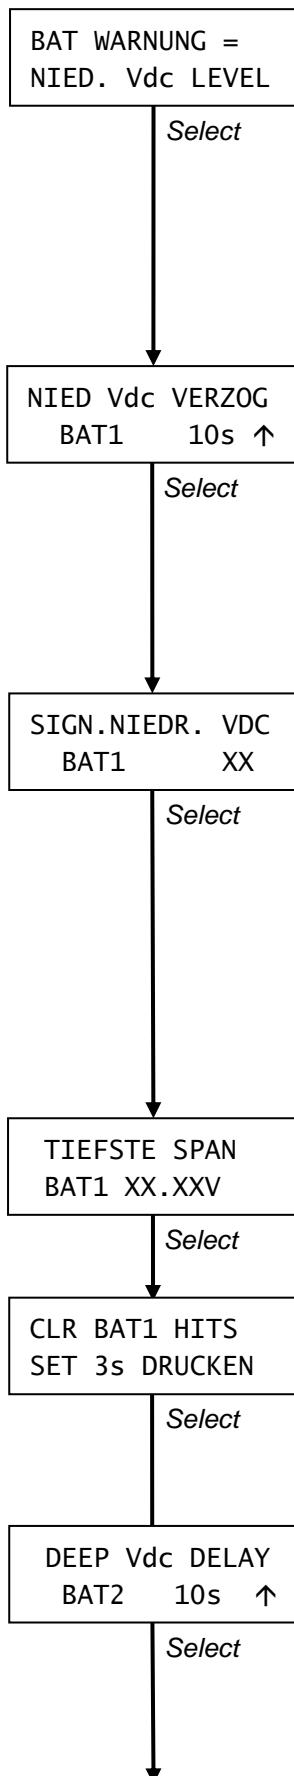 BAT WARNUNG =
NIED. Vdc LEVEL
Select
NIED Vdc VERZOG
BAT1 10s ↑
Select
SIGN.NIEDR. VDC
BAT1 XX
Select
TIEFSTE SPAN
BAT1 XX.XXV
Select
CLR BAT1 HITS
SET 3s DRUCKEN
Select
DEEP Vdc DELAY
BAT2 10s ↑
Select